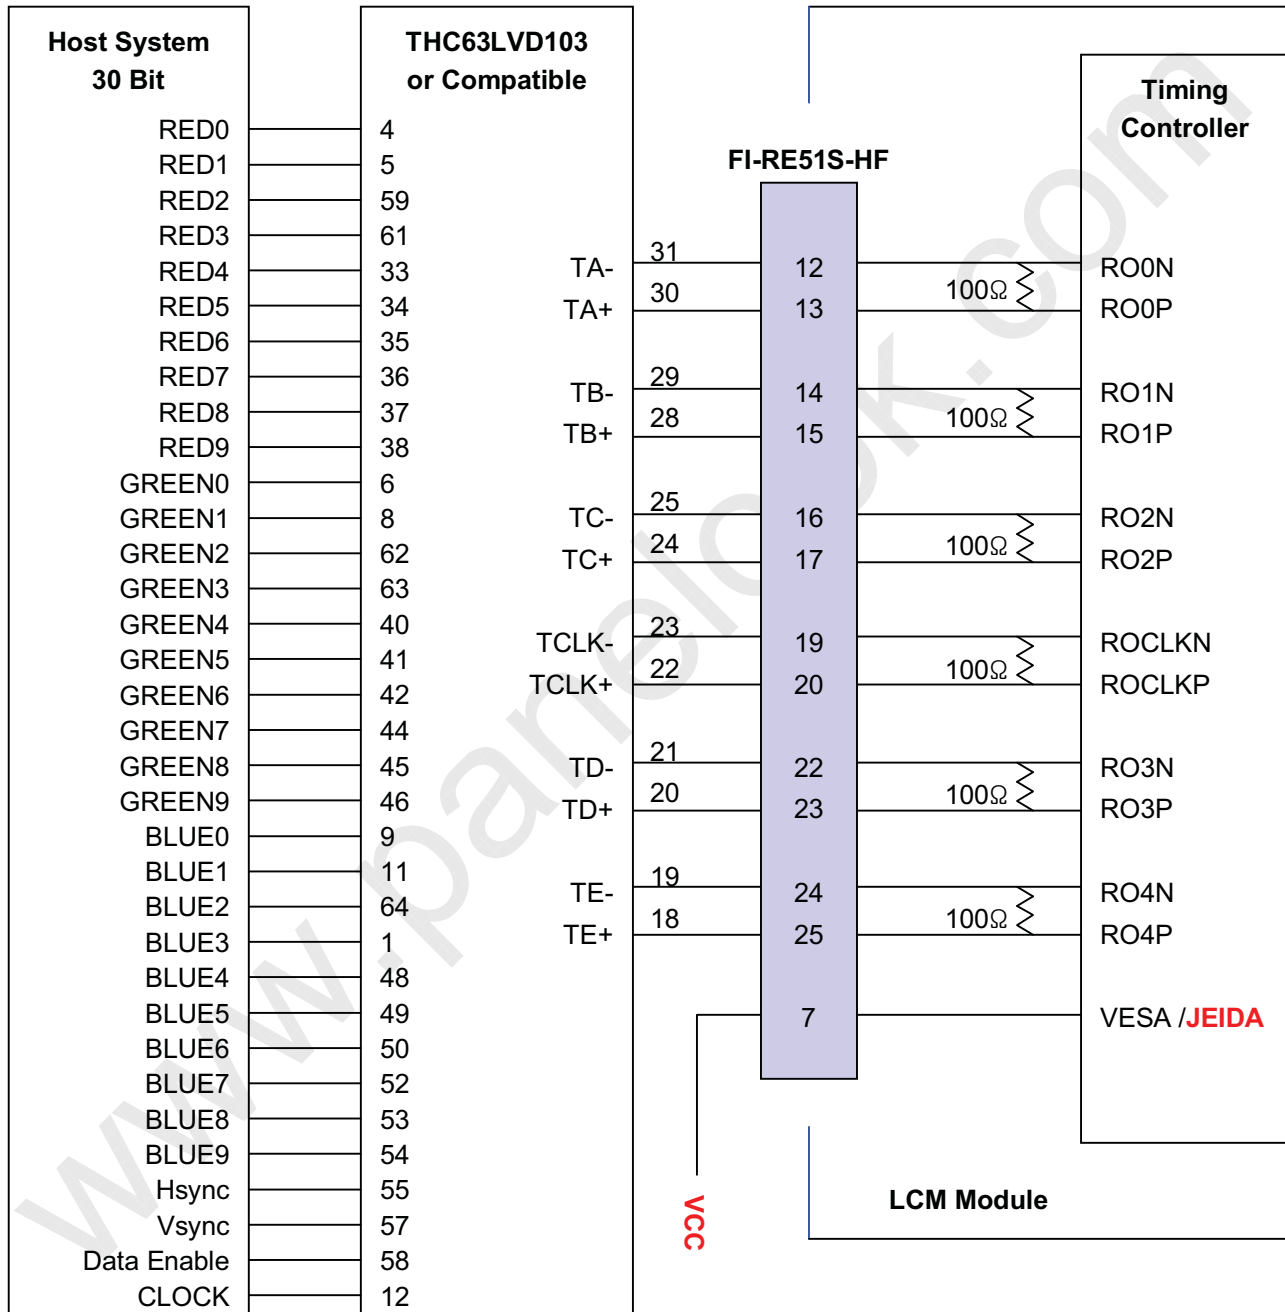 Host System
30 Bit
RED0
RED1
RED2
RED3
RED4
RED5
RED6
RED7
RED8
RED9
GREEN0
GREEN1
GREEN2
GREEN3
GREEN4
GREEN5
GREEN6
GREEN7
GREEN8
GREEN9
BLUE0
BLUE1
BLUE2
BLUE3
BLUE4
BLUE5
BLUE6
BLUE7
BLUE8
BLUE9
Hsync
Vsync
Data Enable
CLOCK
THC63LVD103
or Compatible
4
5
59
61
33
34
35
36
37
38
6
8
62
63
40
41
42
44
45
46
9
11
64
1
48
49
50
52
53
54
55
57
58
12
TA- 31
TA+ 30
TB- 29
TB+ 28
TC- 25
TC+ 24
TCLK- 23
TCLK+ 22
TD- 21
TD+ 20
TE- 19
TE+ 18
VCC
FI-RE51S-HF
12
13
14
15
16
17
19
20
22
23
24
25
7
100Ω
100Ω
100Ω
100Ω
100Ω
100Ω
Timing
Controller
RO0N
RO0P
RO1N
RO1P
RO2N
RO2P
ROCLKN
ROCLKP
RO3N
RO3P
RO4N
RO4P
VESA /JEIDA
LCM Module
www.panelook.com